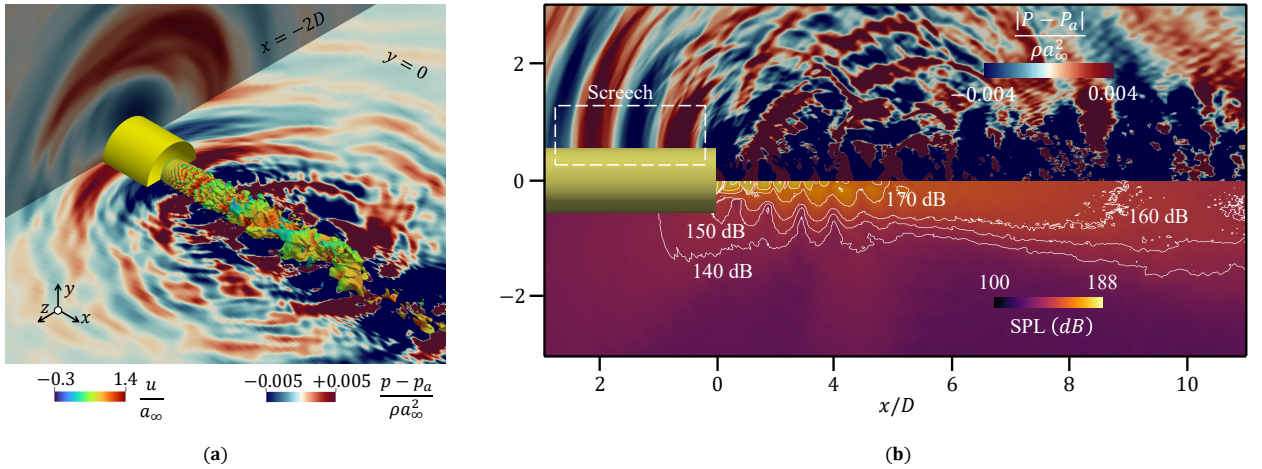 x = −2D
y = 0
y
z
x
−0.3 1.4
u
a∞
−0.005 +0.005
p − pa
ρa∞²
(a)
2
0
−2
Screech
|P − Pa|
ρa∞²
−0.004 0.004
170 dB
160 dB
150 dB
140 dB
100 188
SPL (dB)
2 0 2 4 6 8 10
x/D
(b)